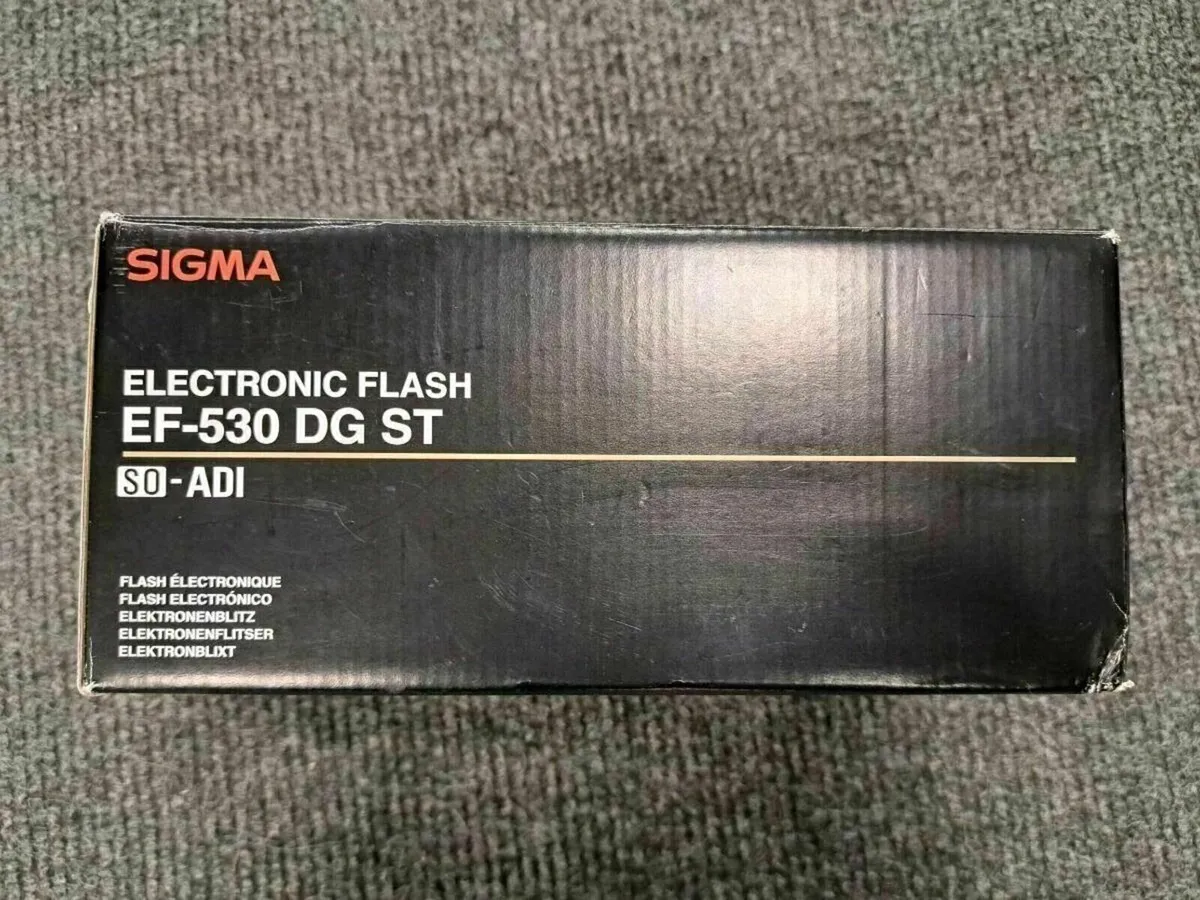 SIGMA
ELECTRONIC FLASH
EF-530 DG ST
SO-ADI
FLASH ÉLECTRONIQUE
FLASH ELECTRÓNICO
ELEKTRONENBLITZ
ELEKTRONENFLITSER
ELEKTRONBLIXT